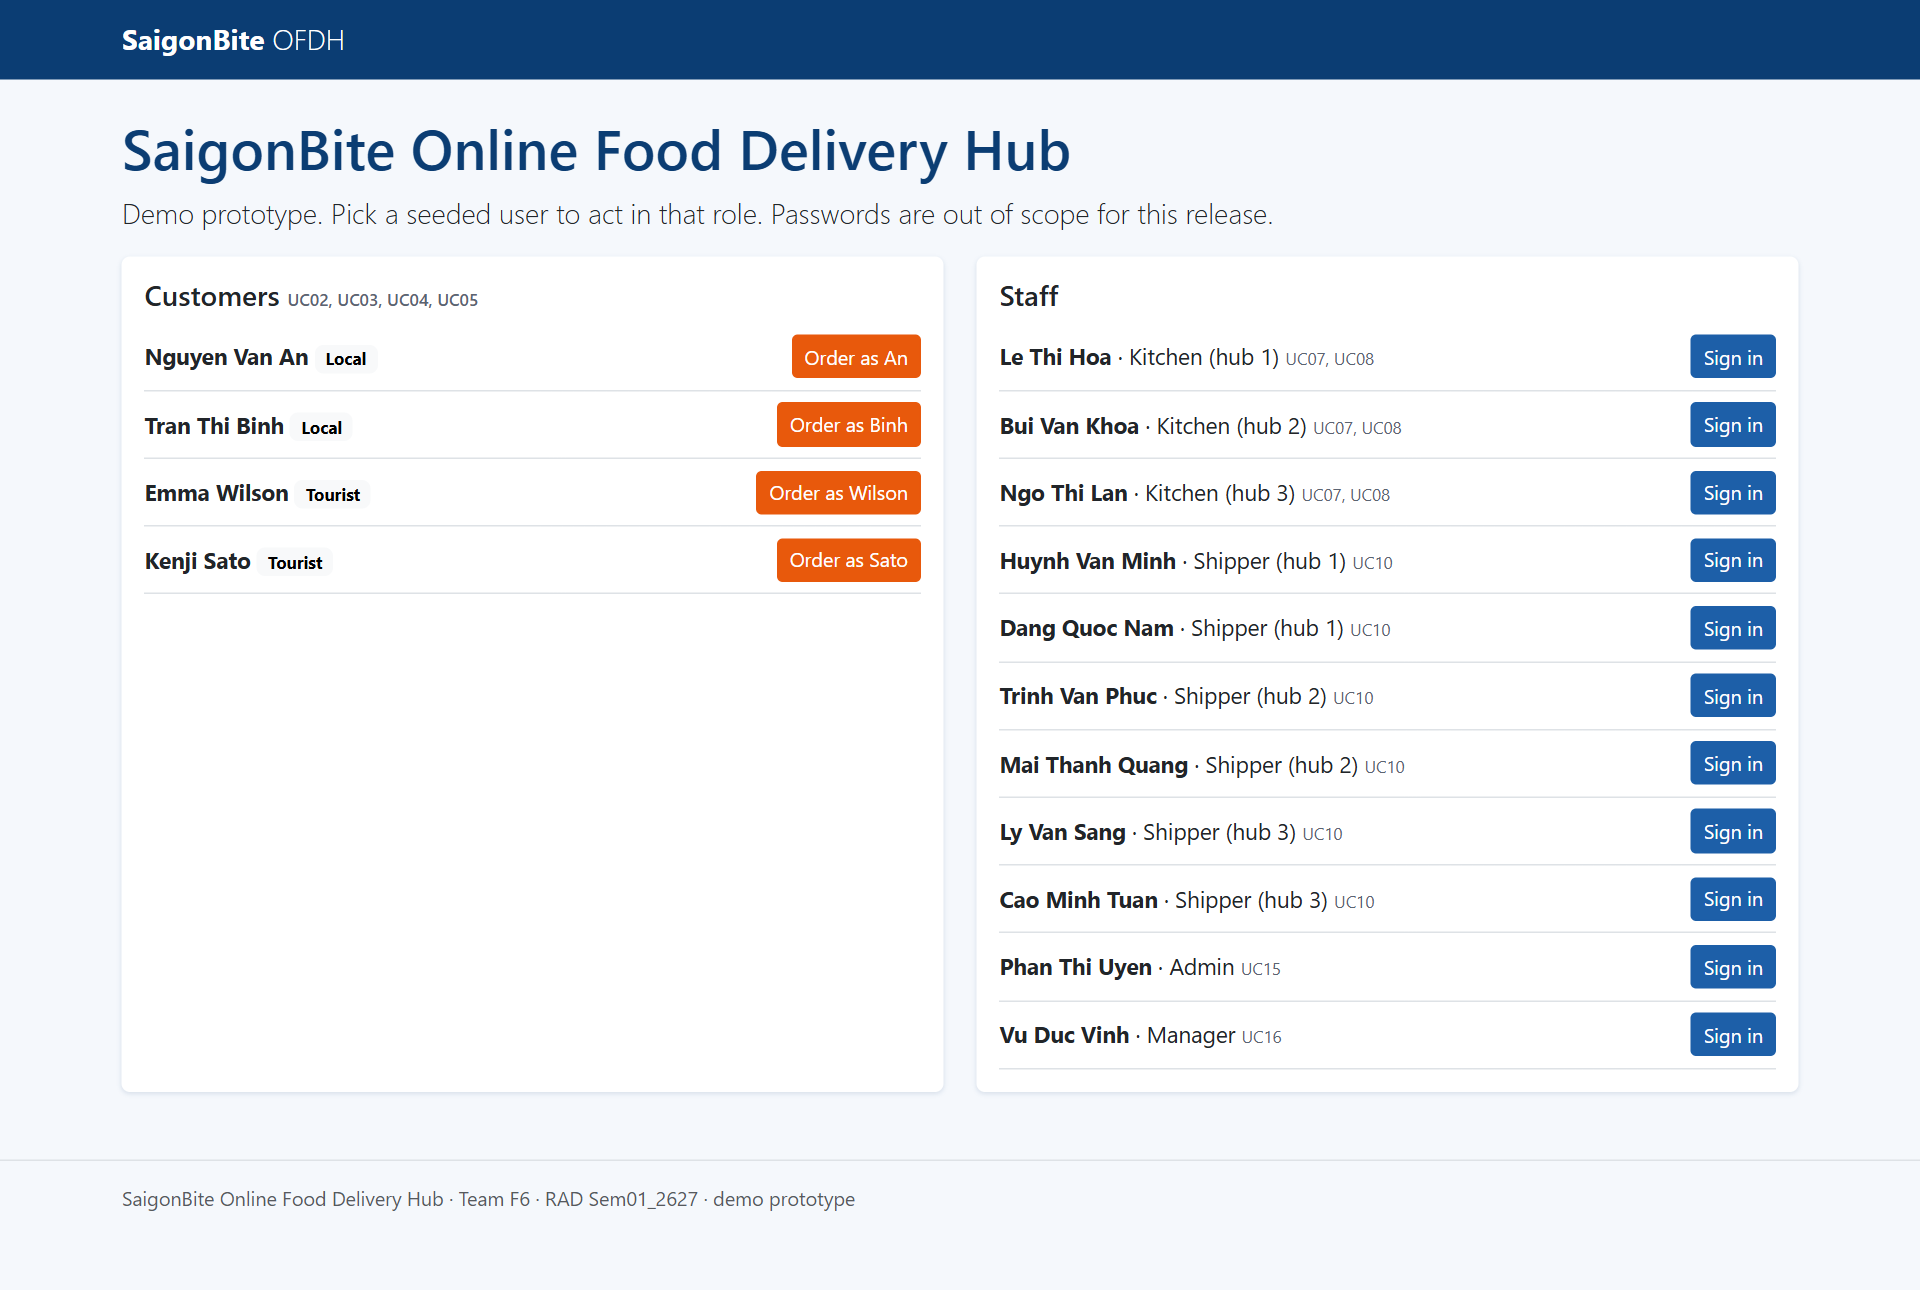 SaigonBite OFDH
SaigonBite Online Food Delivery Hub
Demo prototype. Pick a seeded user to act in that role. Passwords are out of scope for this release.
Customers UC02, UC03, UC04, UC05
Nguyen Van An Local Order as An
Tran Thi Binh Local Order as Binh
Emma Wilson Tourist Order as Wilson
Kenji Sato Tourist Order as Sato
Staff
Le Thi Hoa · Kitchen (hub 1) UC07, UC08 Sign in
Bui Van Khoa · Kitchen (hub 2) UC07, UC08 Sign in
Ngo Thi Lan · Kitchen (hub 3) UC07, UC08 Sign in
Huynh Van Minh · Shipper (hub 1) UC10 Sign in
Dang Quoc Nam · Shipper (hub 1) UC10 Sign in
Trinh Van Phuc · Shipper (hub 2) UC10 Sign in
Mai Thanh Quang · Shipper (hub 2) UC10 Sign in
Ly Van Sang · Shipper (hub 3) UC10 Sign in
Cao Minh Tuan · Shipper (hub 3) UC10 Sign in
Phan Thi Uyen · Admin UC15 Sign in
Vu Duc Vinh · Manager UC16 Sign in
SaigonBite Online Food Delivery Hub · Team F6 · RAD Sem01_2627 · demo prototype